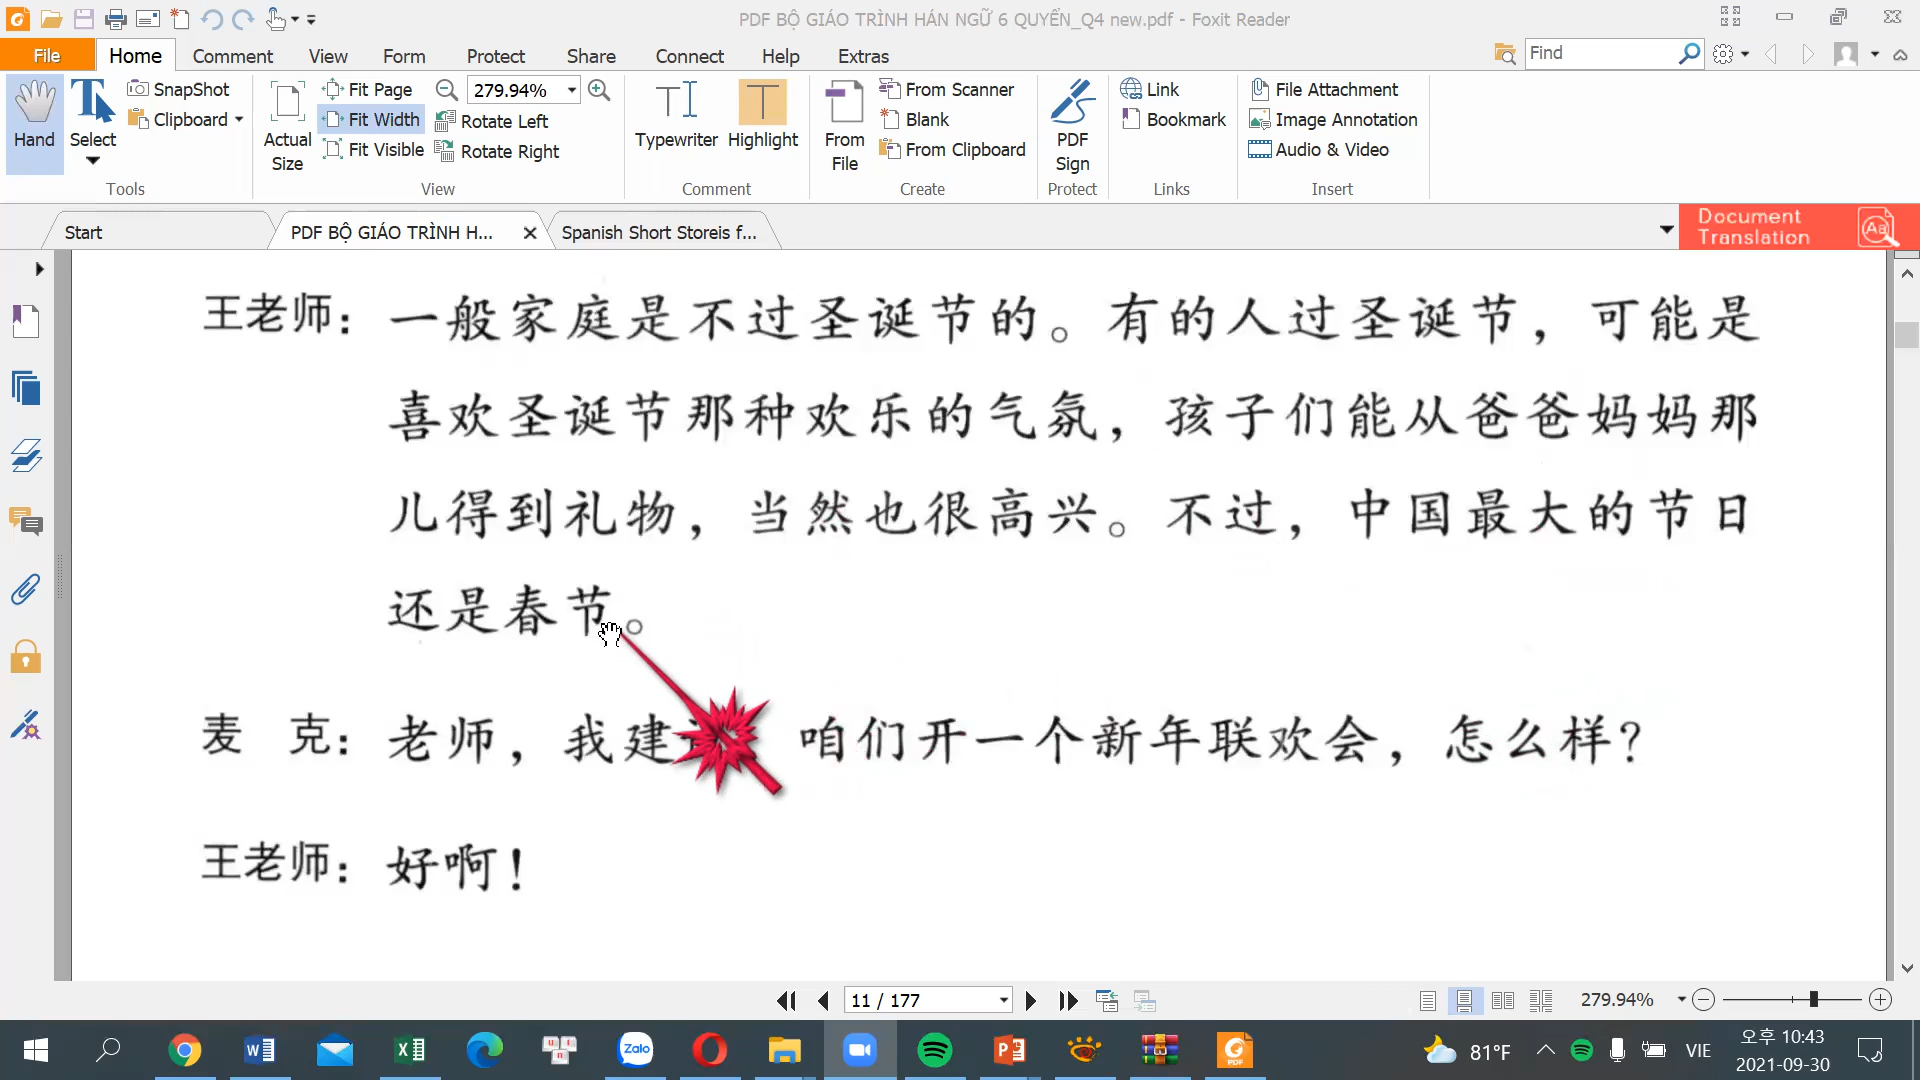 PDF BỘ GIÁO TRÌNH HÁN NGỮ 6 QUYỂN_Q4 new.pdf - Foxit Reader
File Home Comment View Form Protect Share Connect Help Extras Find
Hand
Select
SnapShot
Clipboard
Tools
Actual Size
Fit Page
Fit Width
Fit Visible
279.94%
Rotate Left
Rotate Right
View
Typewriter
Highlight
Comment
From File
From Scanner
Blank
From Clipboard
Create
PDF Sign
Protect
Link
Bookmark
Links
File Attachment
Image Annotation
Audio & Video
Insert
Start
PDF BỘ GIÁO TRÌNH H...
Spanish Short Storeis f...
Document Translation
王老师：一般家庭是不过圣诞节的。有的人过圣诞节，可能是
喜欢圣诞节那种欢乐的气氛，孩子们能从爸爸妈妈那
儿得到礼物，当然也很高兴。不过，中国最大的节日
还是春节。
麦 克：老师，我建 咱们开一个新年联欢会，怎么样？
王老师：好啊！
11 / 177
279.94%
Zalo
81°F
VIE
오후 10:43
2021-09-30